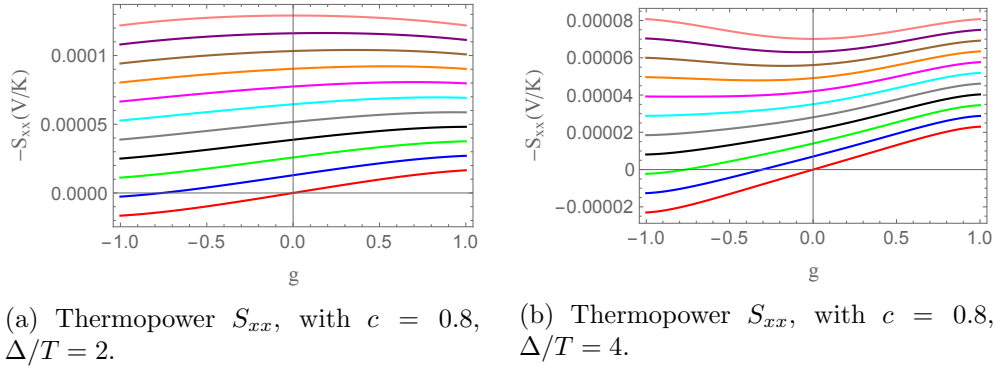 0.0001
0.00005
0.0000
−S_xx(V/K)
−1.0 −0.5 0.0 0.5 1.0
g
(a) Thermopower S_xx, with c = 0.8,
Δ/T = 2.
0.00008
0.00006
0.00004
0.00002
0
−0.00002
−S_xx(V/K)
−1.0 −0.5 0.0 0.5 1.0
g
(b) Thermopower S_xx, with c = 0.8,
Δ/T = 4.